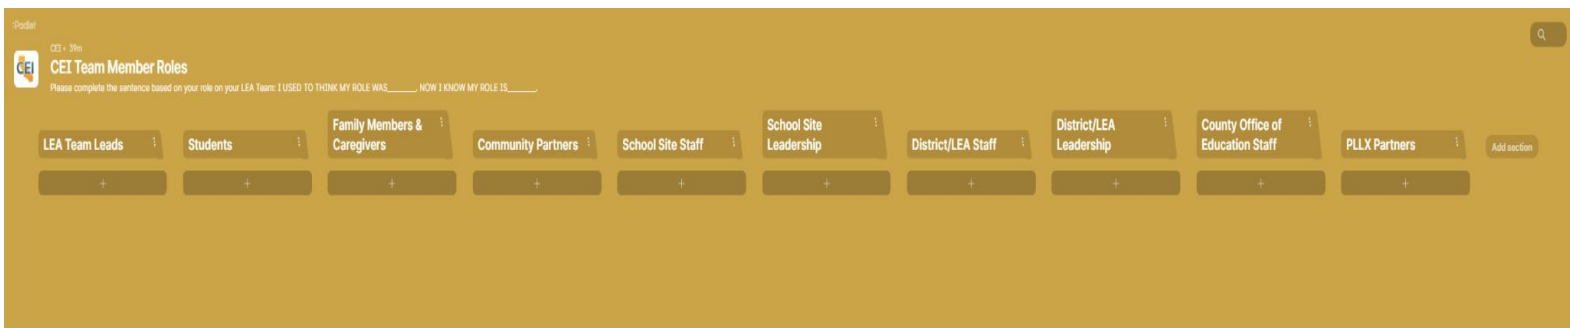 :Padlet
CEI • 39m
CEI
CEI Team Member Roles
Please complete the sentence based on your role on your LEA Team: I USED TO THINK MY ROLE WAS_______, NOW I KNOW MY ROLE IS_______.
LEA Team Leads
Students
Family Members &
Caregivers
Community Partners
School Site Staff
School Site
Leadership
District/LEA Staff
District/LEA
Leadership
County Office of
Education Staff
PLLX Partners
Add section